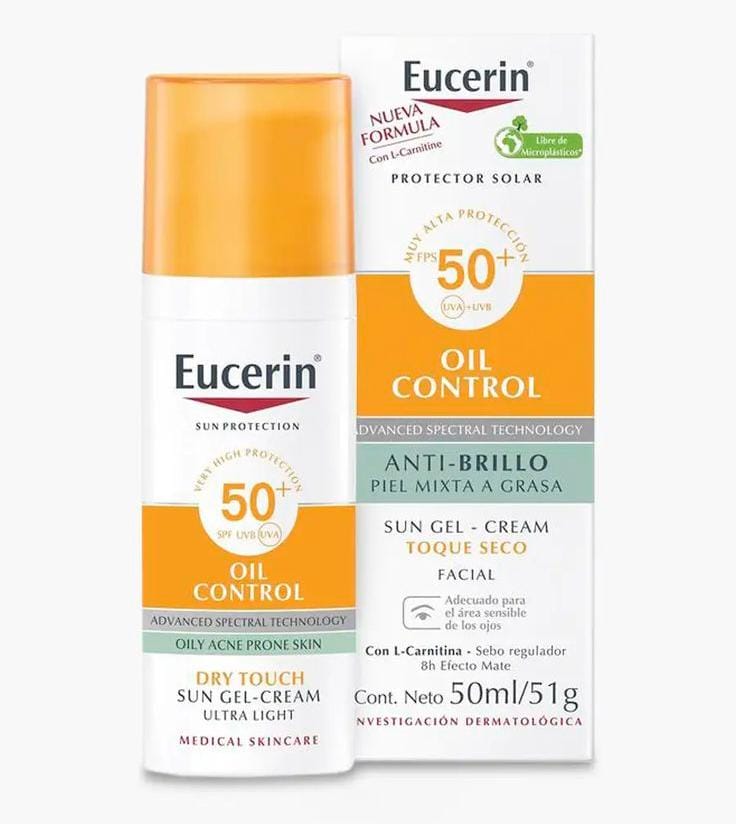 Eucerin®
SUN PROTECTION
VERY HIGH PROTECTION
50+
SPF UVB UVA
OIL
CONTROL
ADVANCED SPECTRAL TECHNOLOGY
OILY ACNE PRONE SKIN
DRY TOUCH
SUN GEL-CREAM
ULTRA LIGHT
MEDICAL SKINCARE
Eucerin®
NUEVA
FORMULA
Con L-Carnitine
Libre de
Microplásticos*
PROTECTOR SOLAR
MUY ALTA PROTECCIÓN
FPS 50+
UVA+UVB
OIL
CONTROL
ADVANCED SPECTRAL TECHNOLOGY
ANTI-BRILLO
PIEL MIXTA A GRASA
SUN GEL - CREAM
TOQUE SECO
FACIAL
Adecuado para
el área sensible
de los ojos
Con L-Carnitina - Sebo regulador
8h Efecto Mate
Cont. Neto 50ml/51g
NVESTIGACIÓN DERMATOLÓGICA